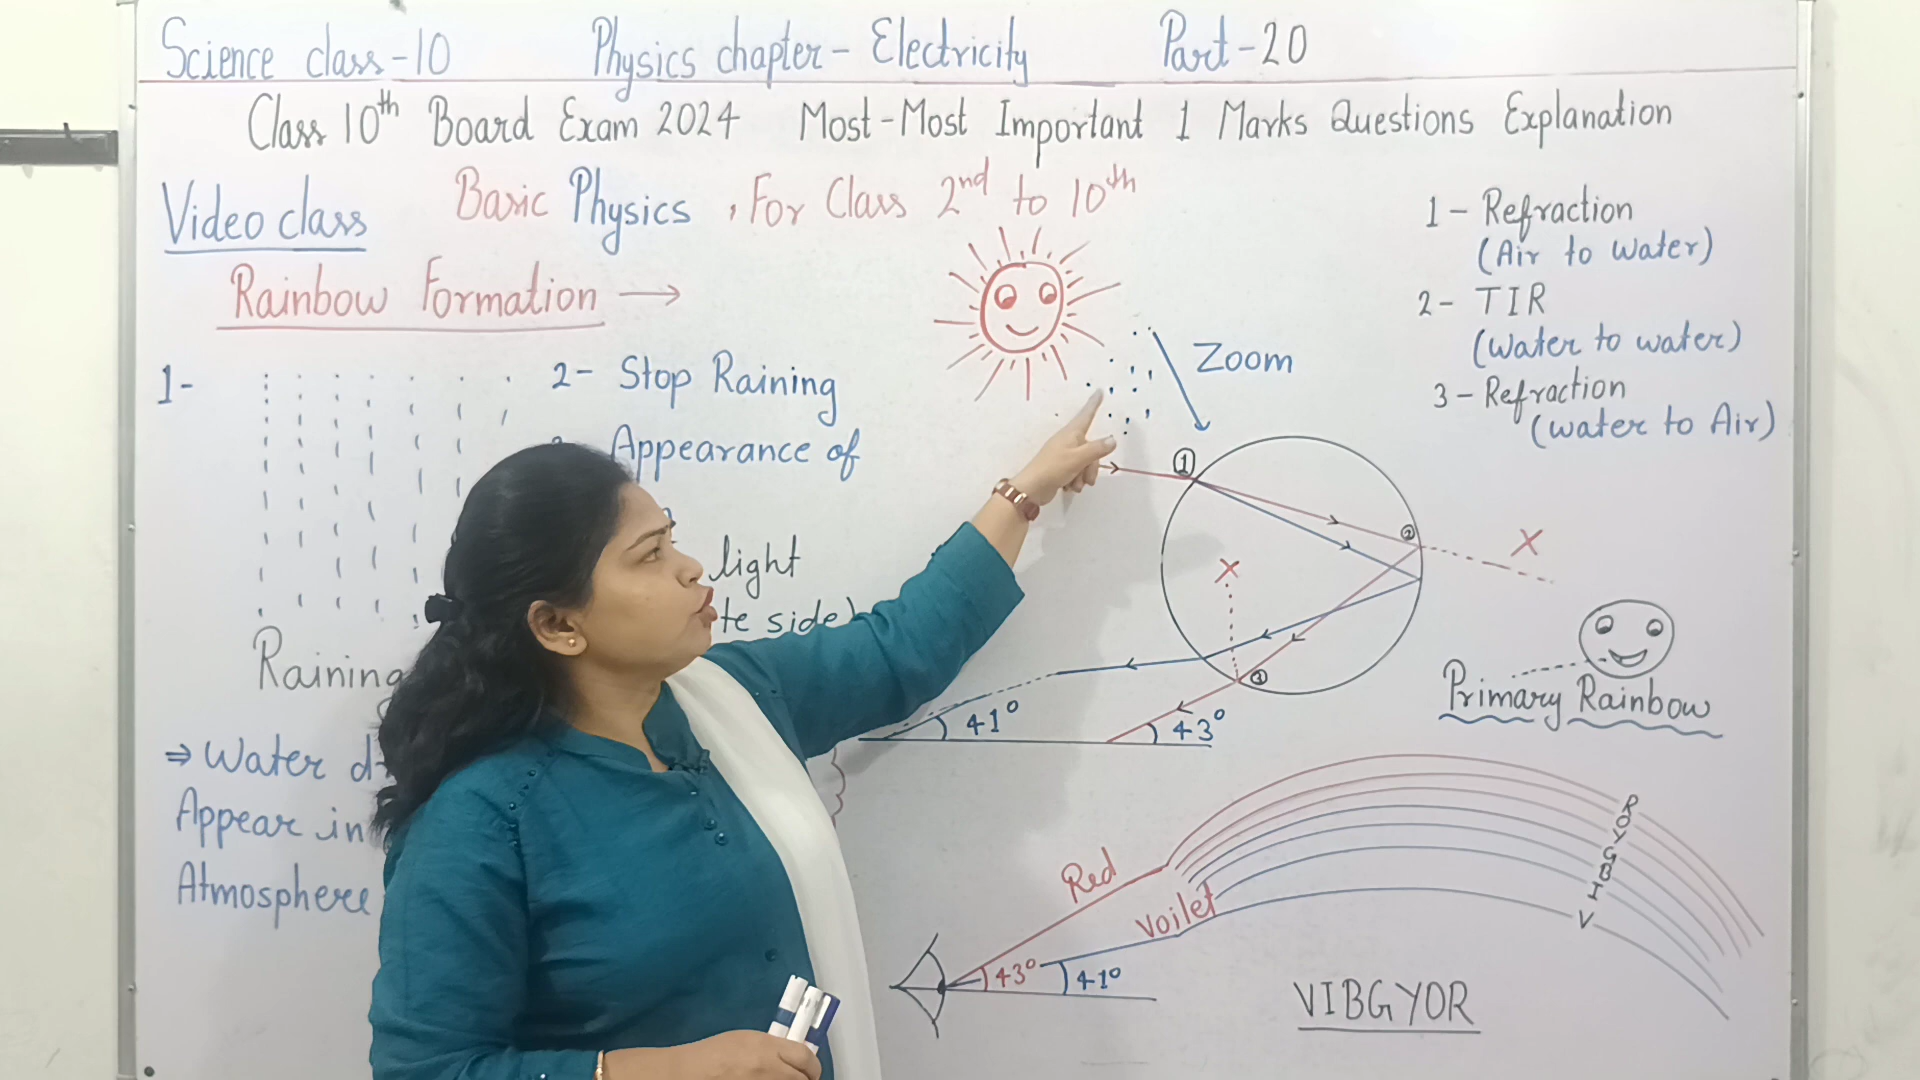 Science class-10 Physics chapter- Electricity Part-20
Class 10th Board Exam 2024 Most-Most Important 1 Marks Questions Explanation
Video class Basic Physics, For Class 2nd to 10th
Rainbow Formation →
1-
Raining
⇒ Water
Appear in
Atmosphere
2- Stop Raining
Appearance of
light
side)
Zoom
1 - Refraction
(Air to water)
2- TIR
(Water to water)
3 - Refraction
(water to Air)
1
2
3
X
X
41°
43°
Primary Rainbow
Red
Voilet
43°
41°
R
O
Y
G
B
I
V
VIBGYOR